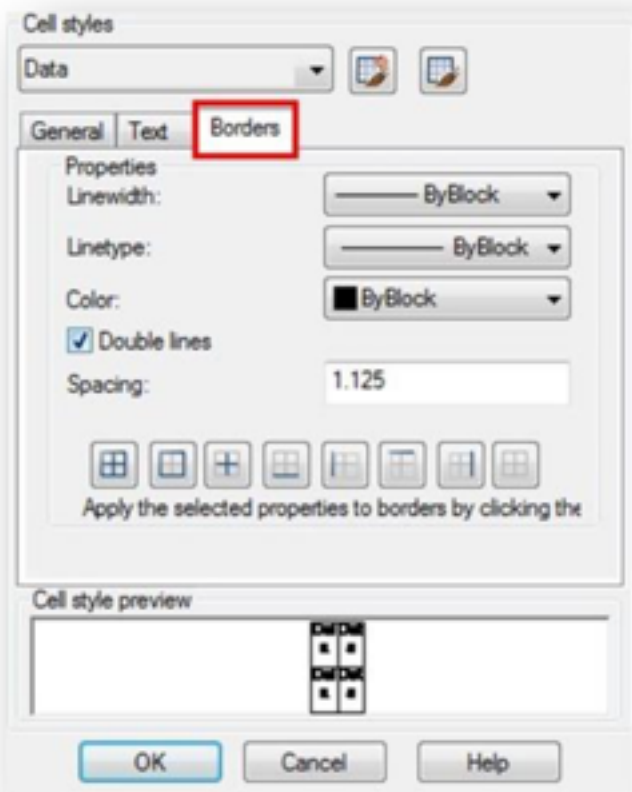 Cell styles
Data
General Text Borders
Properties
Linewidth: ByBlock
Linetype: ByBlock
Color: ByBlock
Double lines
Spacing: 1.125
Apply the selected properties to borders by clicking the
Cell style preview
OK Cancel Help